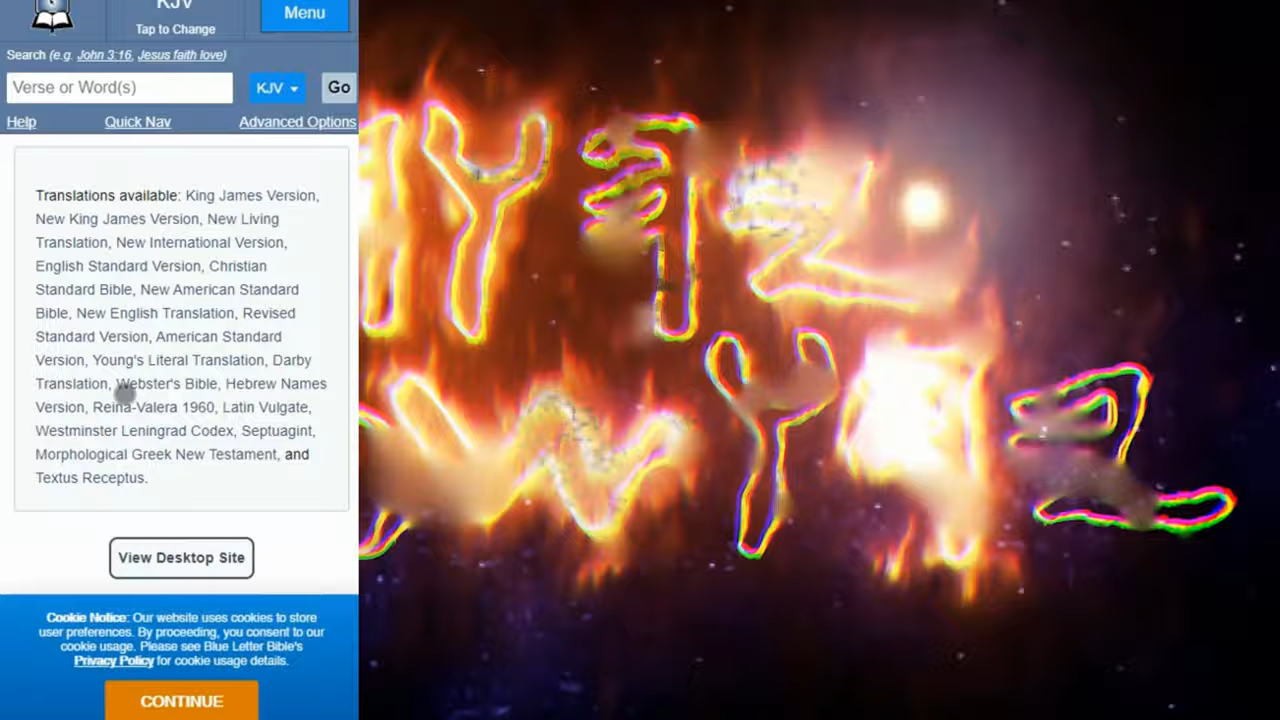 KJV
Tap to Change
Menu
Search (e.g. John 3:16, Jesus faith love)
Verse or Word(s)
KJV
Go
Help
Quick Nav
Advanced Options
Translations available: King James Version,
New King James Version, New Living
Translation, New International Version,
English Standard Version, Christian
Standard Bible, New American Standard
Bible, New English Translation, Revised
Standard Version, American Standard
Version, Young's Literal Translation, Darby
Translation, Webster's Bible, Hebrew Names
Version, Reina-Valera 1960, Latin Vulgate,
Westminster Leningrad Codex, Septuagint,
Morphological Greek New Testament, and
Textus Receptus.
View Desktop Site
Cookie Notice: Our website uses cookies to store
user preferences. By proceeding, you consent to our
cookie usage. Please see Blue Letter Bible's
Privacy Policy for cookie usage details.
CONTINUE